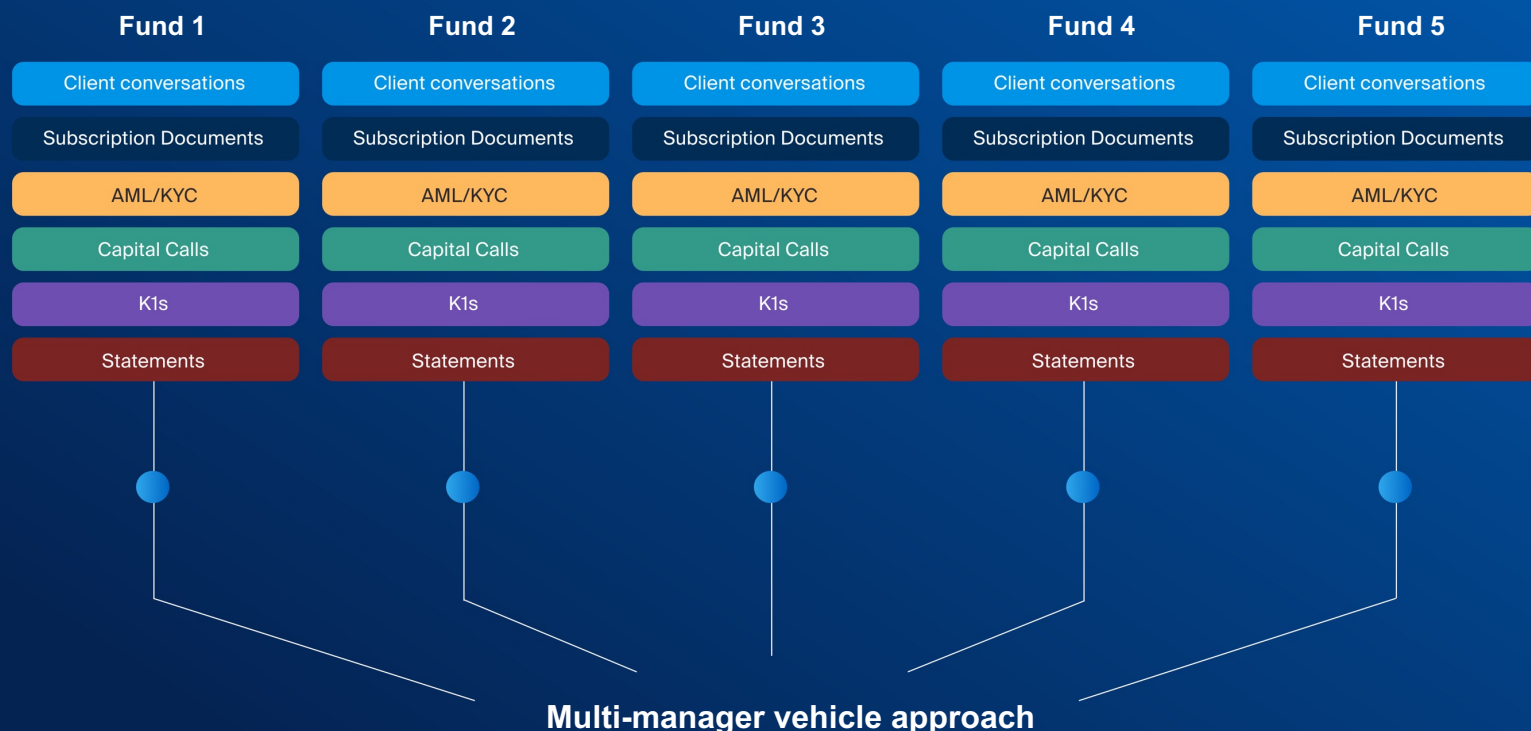 Fund 1
Fund 2
Fund 3
Fund 4
Fund 5
Client conversations
Client conversations
Client conversations
Client conversations
Client conversations
Subscription Documents
Subscription Documents
Subscription Documents
Subscription Documents
Subscription Documents
AML/KYC
AML/KYC
AML/KYC
AML/KYC
AML/KYC
Capital Calls
Capital Calls
Capital Calls
Capital Calls
Capital Calls
K1s
K1s
K1s
K1s
K1s
Statements
Statements
Statements
Statements
Statements
Multi-manager vehicle approach